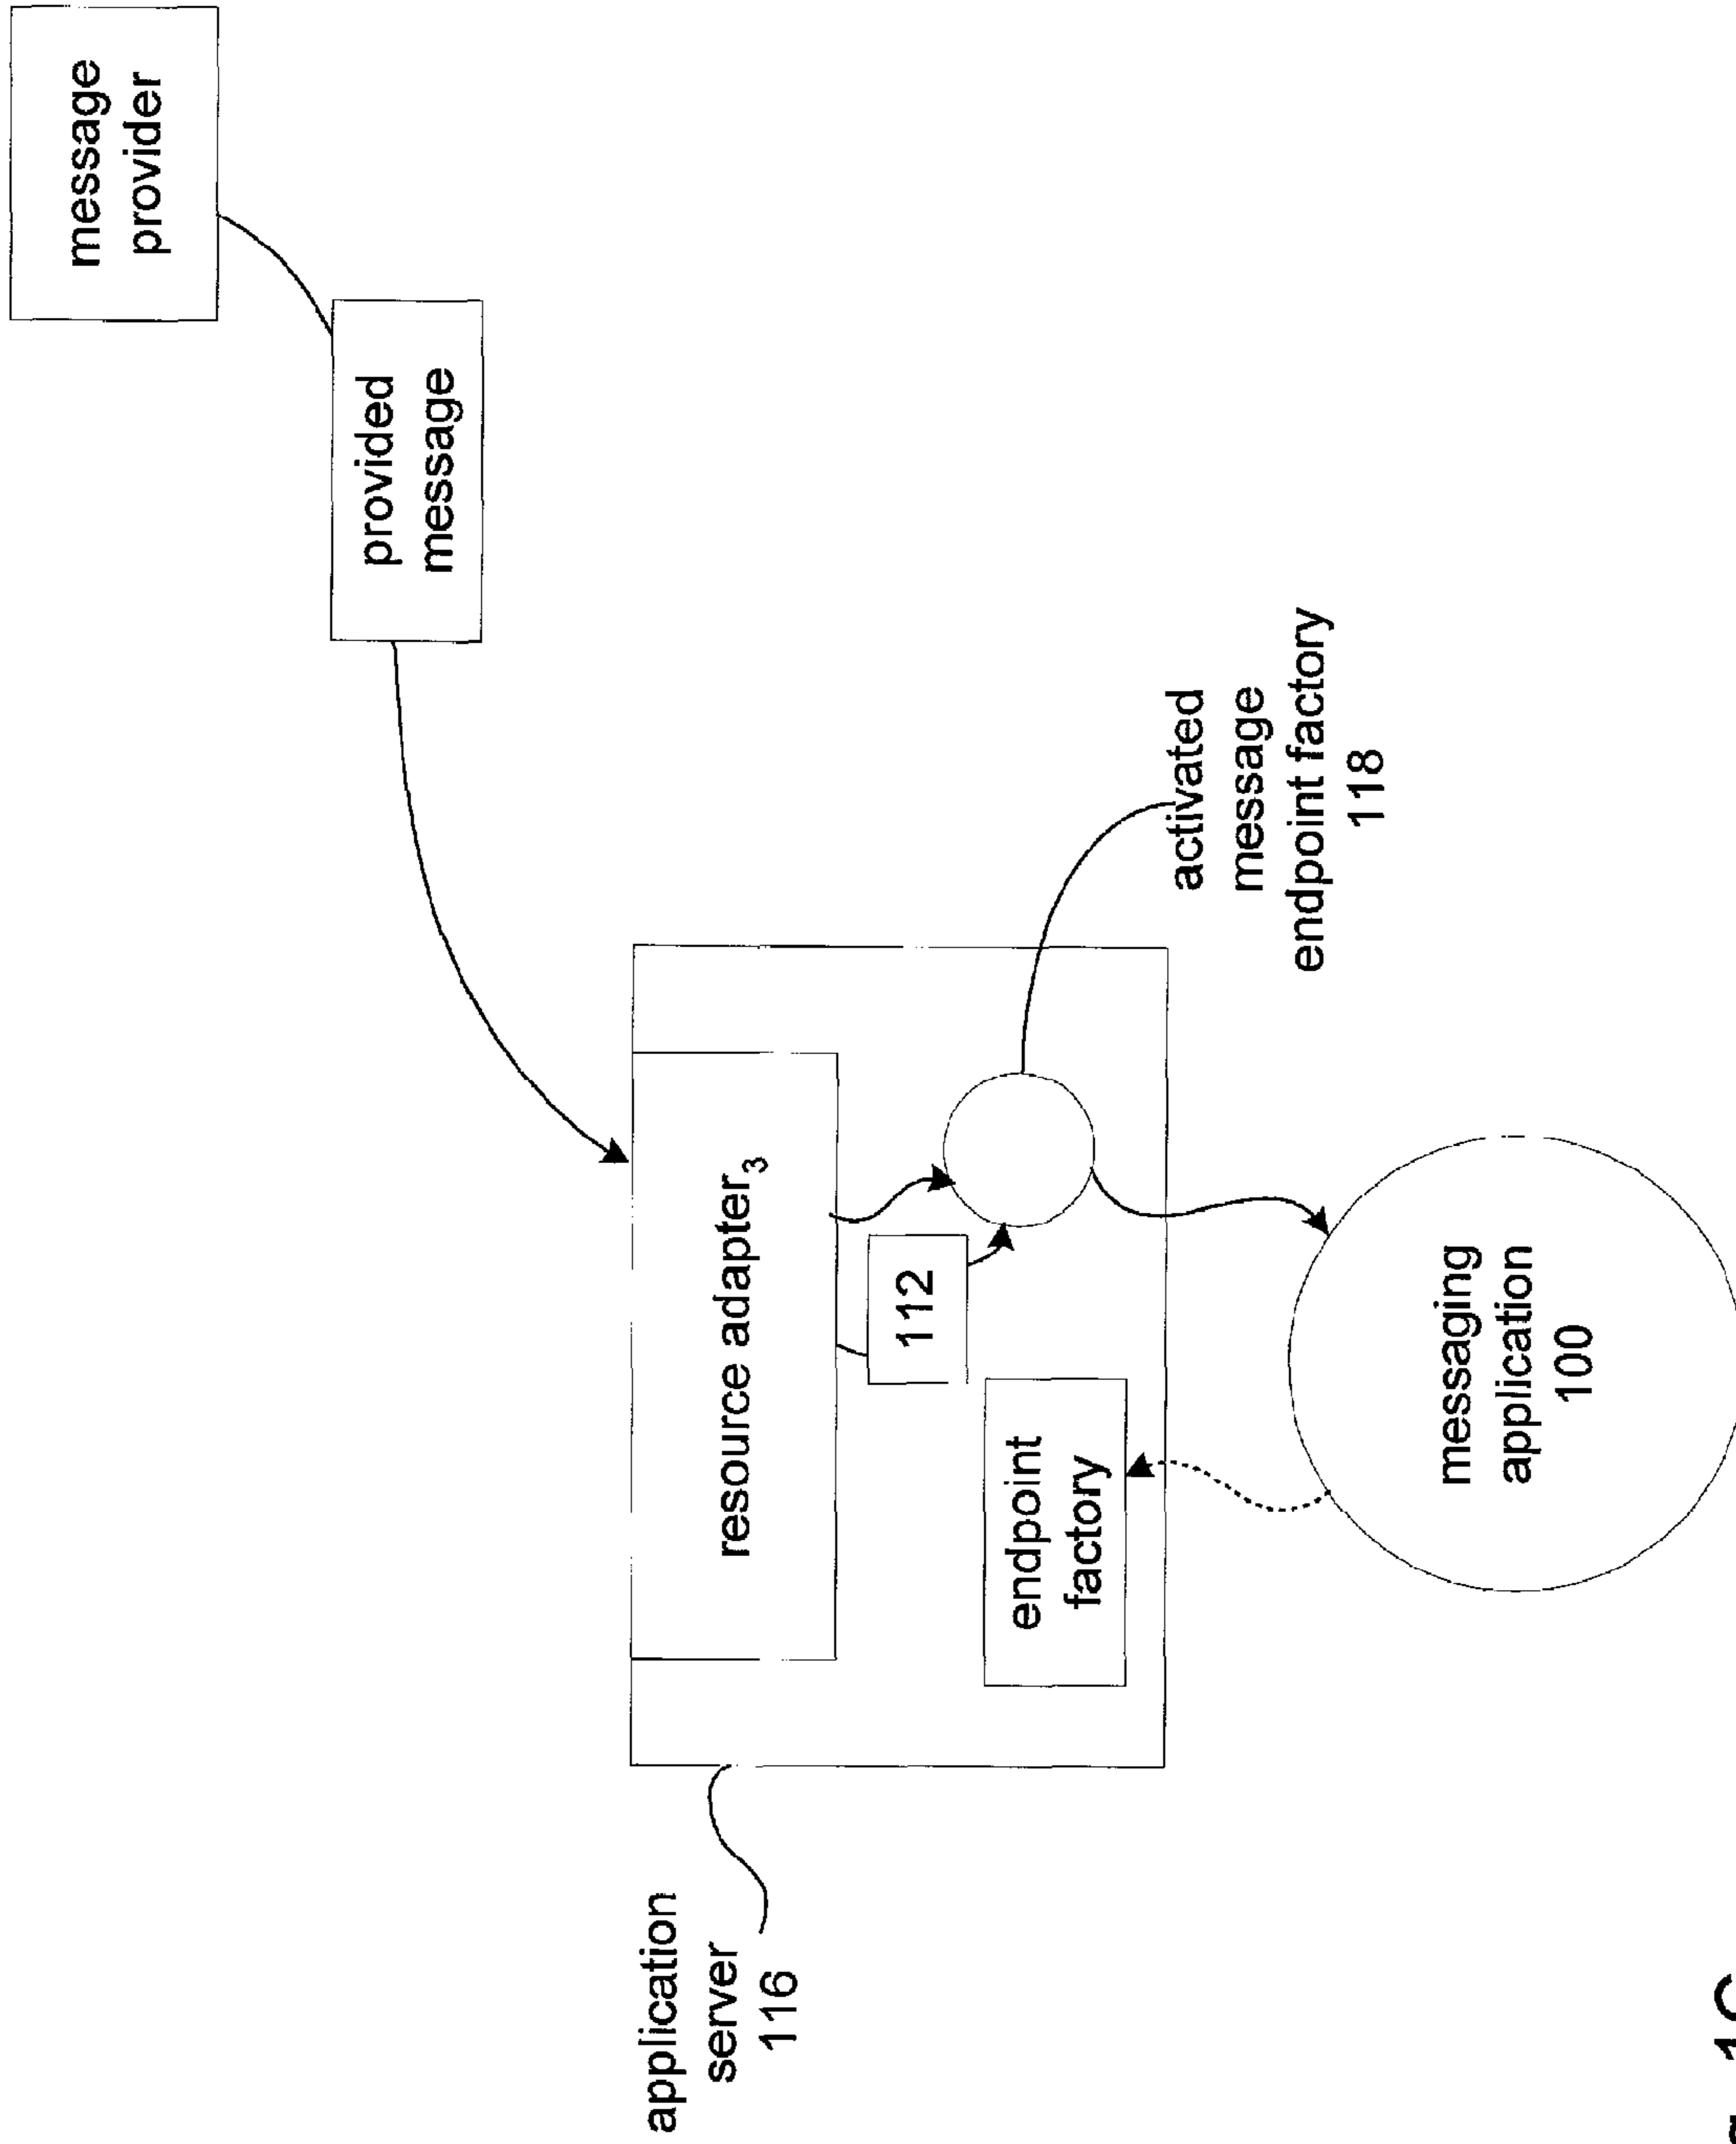 message
provider
provided
message
application
server
116
resource adapter₃
112
endpoint
factory
activated
message
endpoint factory
118
messaging
application
100
1C